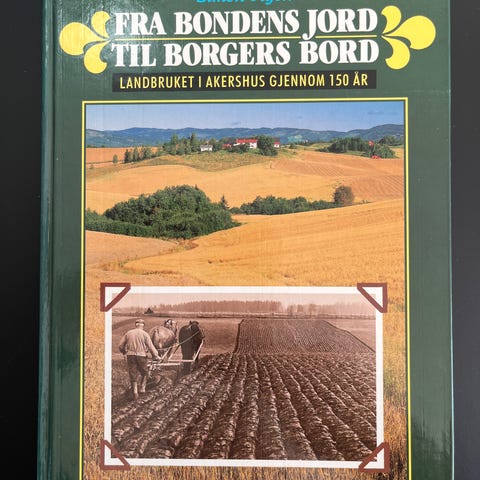 FRA BONDENS JORD
TIL BORGERS BORD
LANDBRUKET I AKERSHUS GJENNOM 150 ÅR